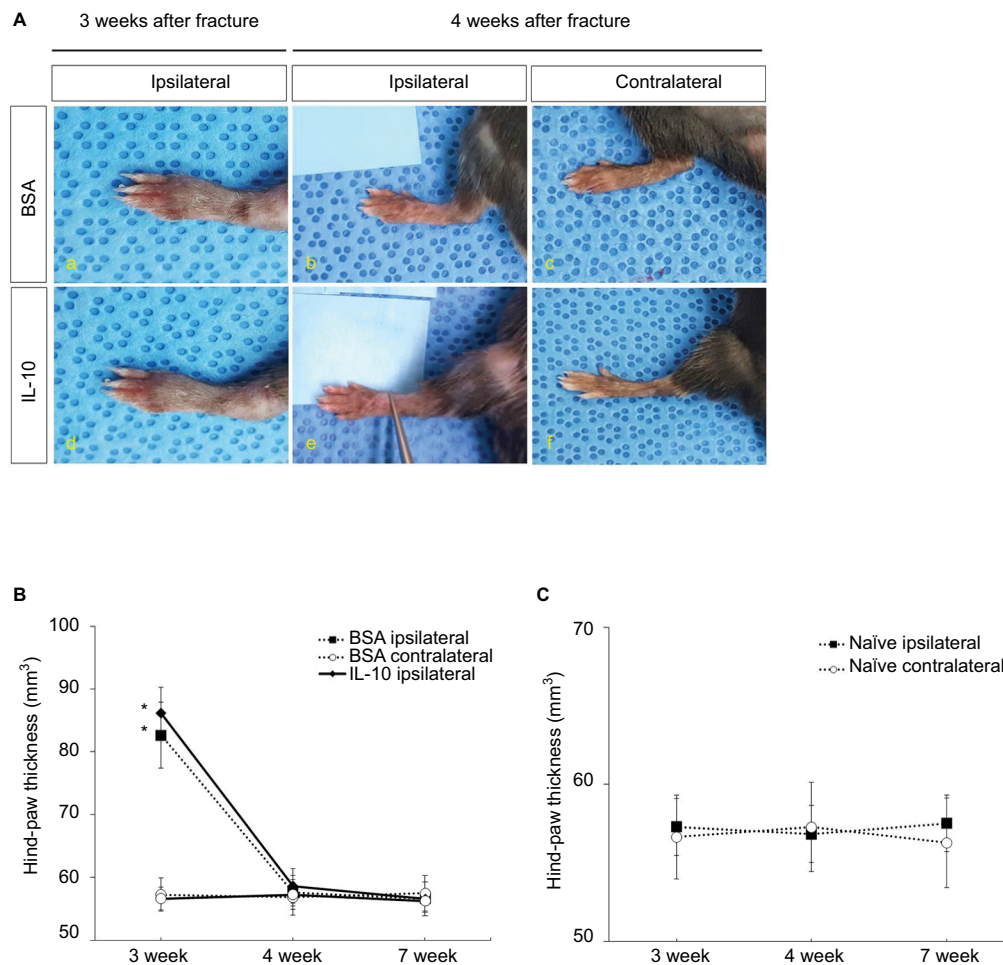 A
3 weeks after fracture
4 weeks after fracture
Ipsilateral
Ipsilateral
Contralateral
BSA
a
b
c
IL-10
d
e
f
B
Hind-paw thickness (mm³)
100
90
80
70
60
50
*
*
BSA ipsilateral
BSA contralateral
IL-10 ipsilateral
3 week
4 week
7 week
C
Hind-paw thickness (mm³)
70
60
50
Naïve ipsilateral
Naïve contralateral
3 week
4 week
7 week